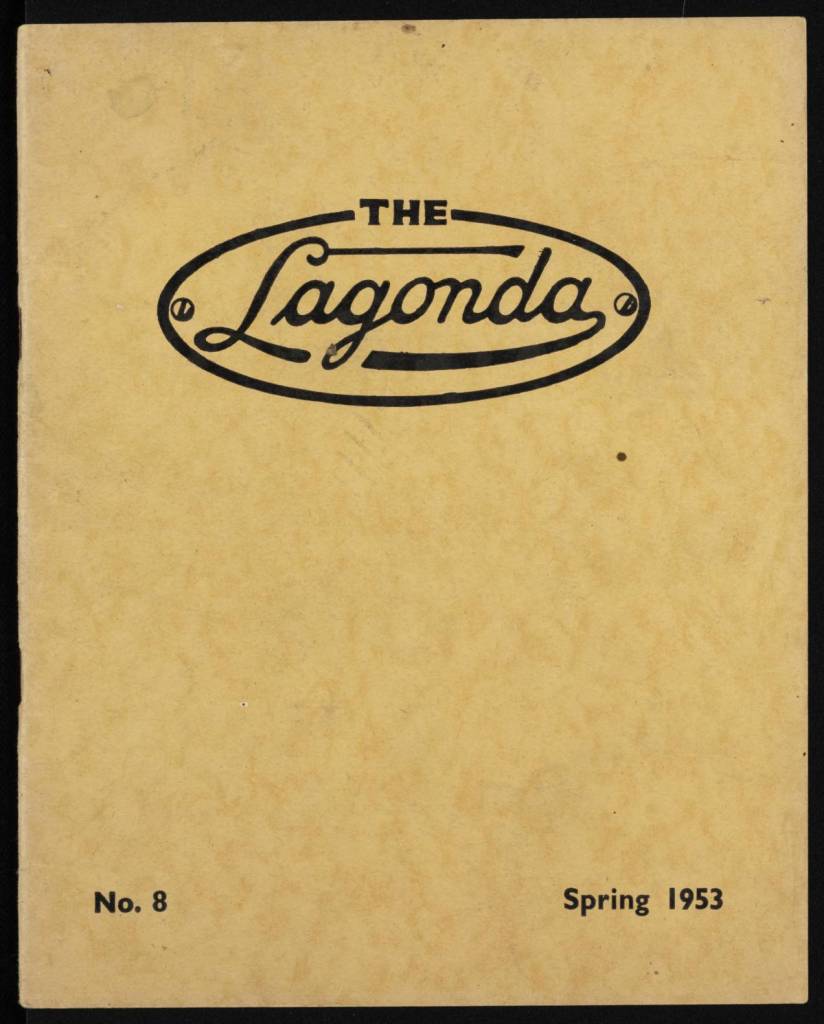 THE
Lagonda
No. 8
Spring 1953